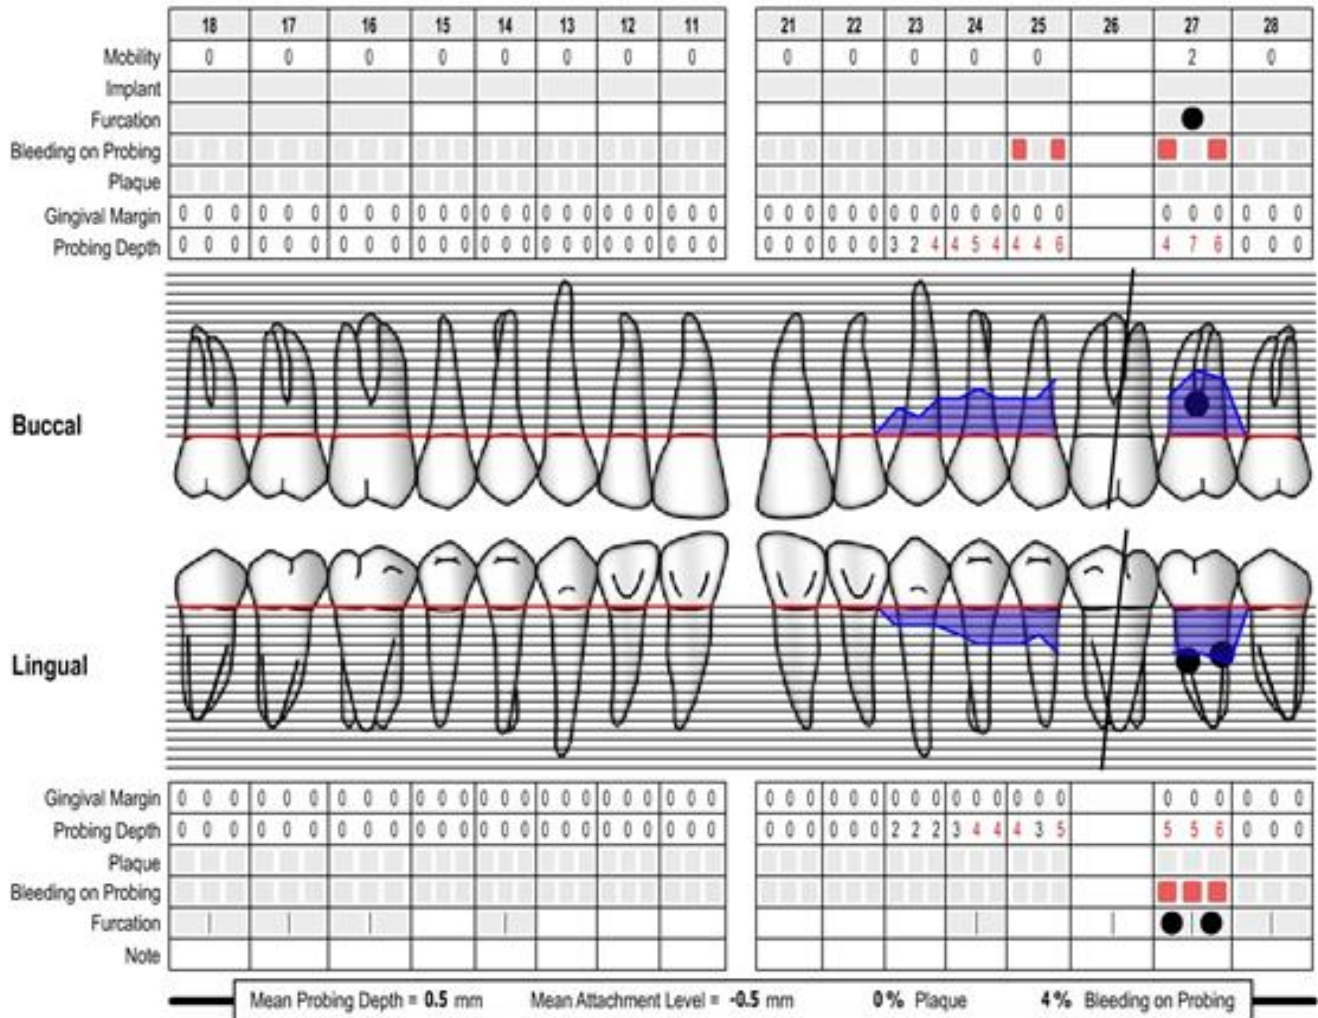 18 17 16 15 14 13 12 11 21 22 23 24 25 26 27 28
Mobility 0 0 0 0 0 0 0 0 0 0 0 0 0 2 0
Implant
Furcation
Bleeding on Probing
Plaque
Gingival Margin 0 0 0 0 0 0 0 0 0 0 0 0 0 0 0 0 0 0 0 0 0 0 0 0 0 0 0 0 0 0 0 0 0 0 0 0 0 0 0 0 0 0 0 0 0
Probing Depth 0 0 0 0 0 0 0 0 0 0 0 0 0 0 0 0 0 0 0 0 0 0 0 0 0 0 0 0 0 0 3 2 4 4 5 4 4 4 6 4 7 6 0 0 0
Buccal
Lingual
Gingival Margin 0 0 0 0 0 0 0 0 0 0 0 0 0 0 0 0 0 0 0 0 0 0 0 0 0 0 0 0 0 0 0 0 0 0 0 0 0 0 0 0 0 0 0 0 0
Probing Depth 0 0 0 0 0 0 0 0 0 0 0 0 0 0 0 0 0 0 0 0 0 0 0 0 0 0 0 0 0 0 2 2 2 3 4 4 4 3 5 5 5 6 0 0 0
Plaque
Bleeding on Probing
Furcation
Note
Mean Probing Depth = 0.5 mm Mean Attachment Level = -0.5 mm 0 % Plaque 4 % Bleeding on Probing